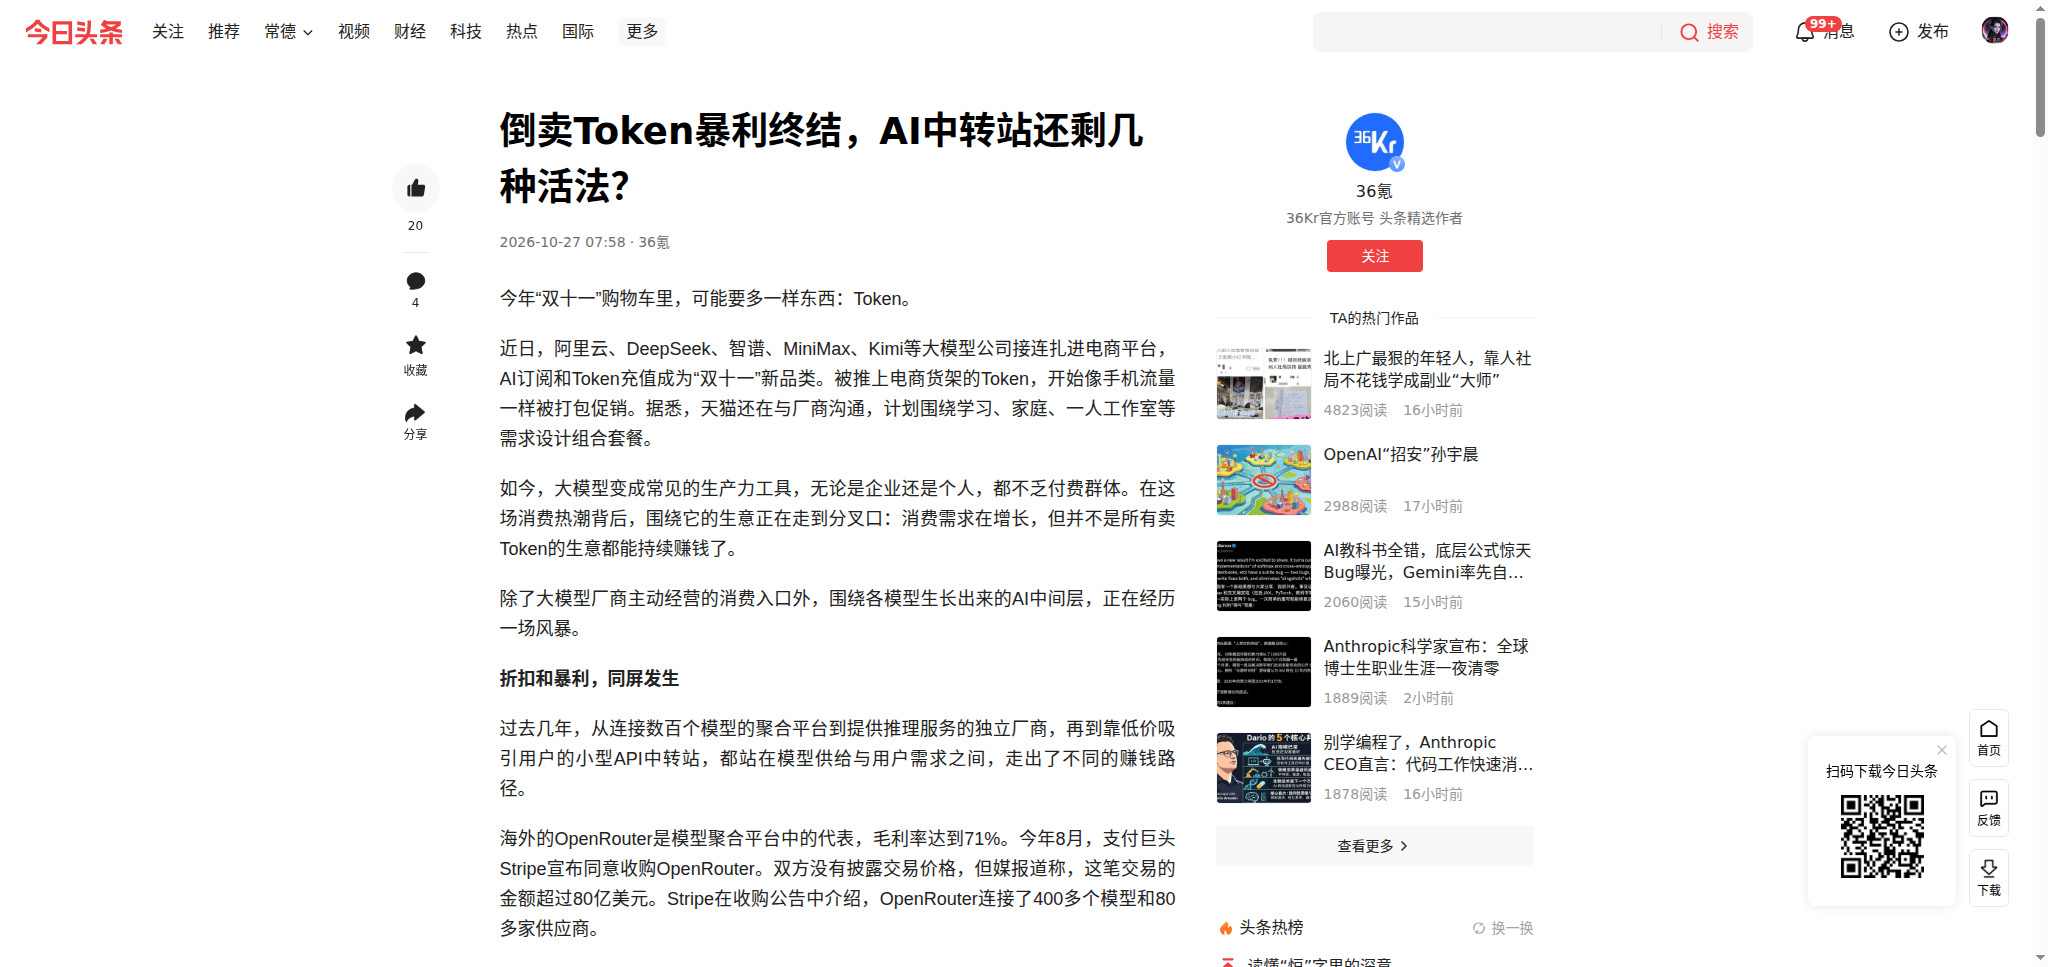 今日头条
关注 推荐 常德 视频 财经 科技 热点 国际 更多
搜索
99+
消息
发布
倒卖Token暴利终结，AI中转站还剩几
种活法？
2026-10-27 07:58 · 36氪
20
4
收藏
分享
今年“双十一”购物车里，可能要多一样东西：Token。
近日，阿里云、DeepSeek、智谱、MiniMax、Kimi等大模型公司接连扎进电商平台，
AI订阅和Token充值成为“双十一”新品类。被推上电商货架的Token，开始像手机流量
一样被打包促销。据悉，天猫还在与厂商沟通，计划围绕学习、家庭、一人工作室等
需求设计组合套餐。
如今，大模型变成常见的生产力工具，无论是企业还是个人，都不乏付费群体。在这
场消费热潮背后，围绕它的生意正在走到分叉口：消费需求在增长，但并不是所有卖
Token的生意都能持续赚钱了。
除了大模型厂商主动经营的消费入口外，围绕各模型生长出来的AI中间层，正在经历
一场风暴。
折扣和暴利，同屏发生
过去几年，从连接数百个模型的聚合平台到提供推理服务的独立厂商，再到靠低价吸
引用户的小型API中转站，都站在模型供给与用户需求之间，走出了不同的赚钱路
径。
海外的OpenRouter是模型聚合平台中的代表，毛利率达到71%。今年8月，支付巨头
Stripe宣布同意收购OpenRouter。双方没有披露交易价格，但媒报道称，这笔交易的
金额超过80亿美元。Stripe在收购公告中介绍，OpenRouter连接了400多个模型和80
多家供应商。
36Kr
36氪
36Kr官方账号 头条精选作者
关注
TA的热门作品
北上广最狠的年轻人，靠人社
局不花钱学成副业“大师”
4823阅读 16小时前
OpenAI“招安”孙宇晨
2988阅读 17小时前
AI教科书全错，底层公式惊天
Bug曝光，Gemini率先自...
2060阅读 15小时前
Anthropic科学家宣布：全球
博士生职业生涯一夜清零
1889阅读 2小时前
Dario 的 5 个核心
别学编程了，Anthropic
CEO直言：代码工作快速消...
1878阅读 16小时前
查看更多
头条热榜
换一换
读懂“恒”字里的深意
扫码下载今日头条
首页
反馈
下载